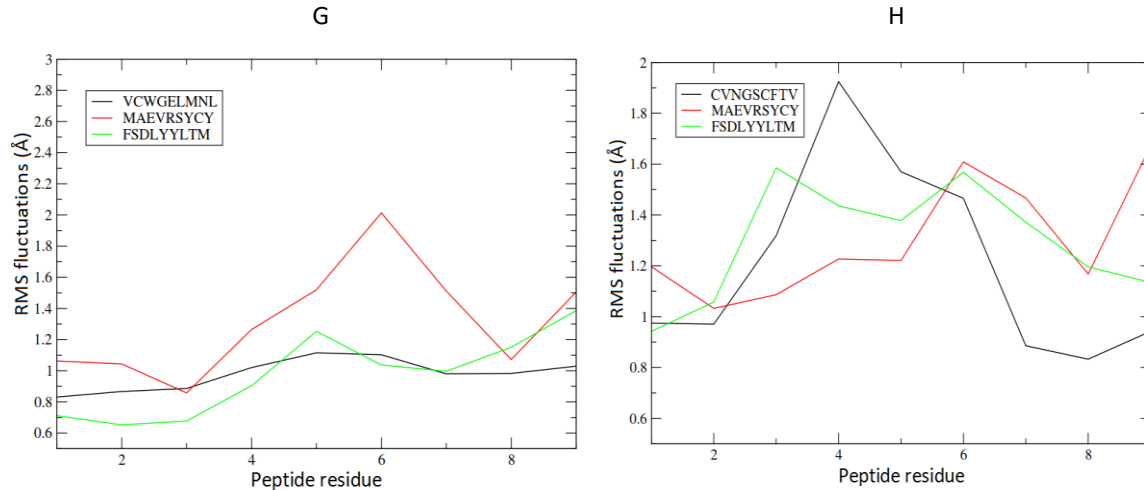 G
H
RMS fluctuations (Å)
3
2.8
2.6
2.4
2.2
2
1.8
1.6
1.4
1.2
1
0.8
0.6
VCWGELMNL
MAEVRSYCY
FSDLYYLTM
2 4 6 8
Peptide residue
RMS fluctuations (Å)
2
1.8
1.6
1.4
1.2
1
0.8
0.6
CVNGSCFTV
MAEVRSYCY
FSDLYYLTM
2 4 6 8
Peptide residue